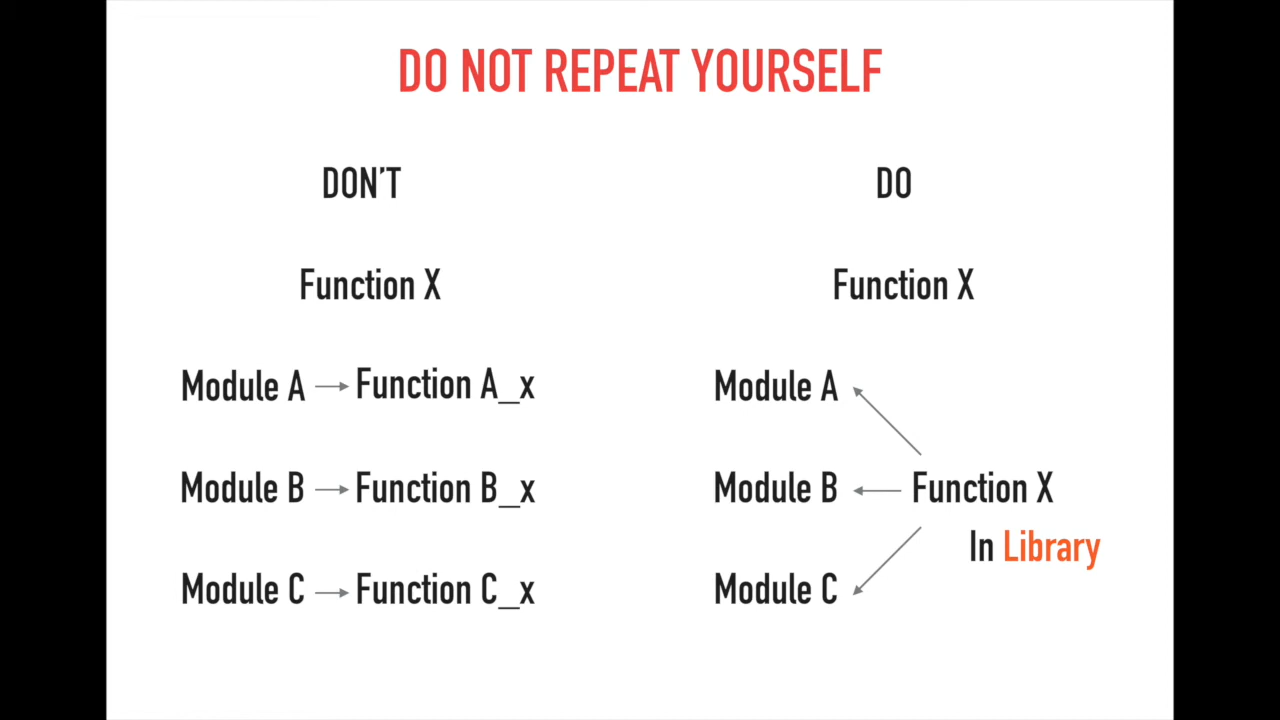 DO NOT REPEAT YOURSELF
DON'T
Function X
Module A → Function A_x
Module B → Function B_x
Module C → Function C_x
DO
Function X
Module A
Module B
Module C
Function X
In Library